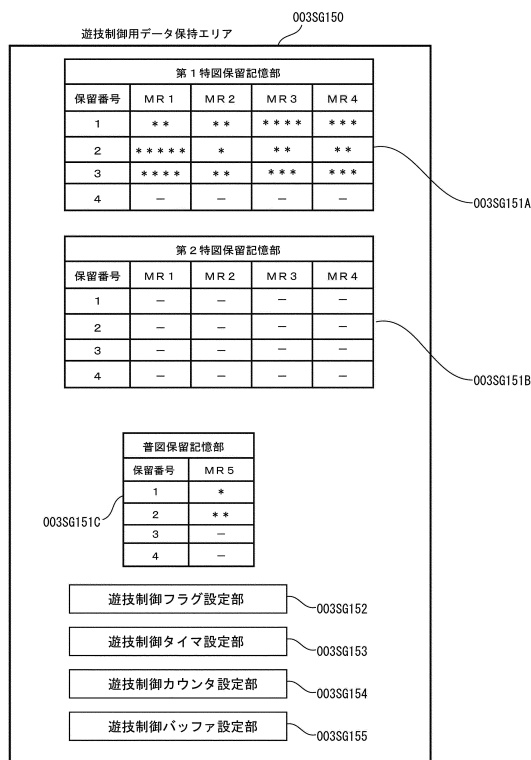 003SG150
遊技制御用データ保持エリア
第1特図保留記憶部
保留番号 MR1 MR2 MR3 MR4
1 ** ** **** ***
2 ***** * ** **
3 **** ** *** ***
4 − − − −
003SG151A
第2特図保留記憶部
保留番号 MR1 MR2 MR3 MR4
1 − − − −
2 − − − −
3 − − − −
4 − − − −
003SG151B
普図保留記憶部
保留番号 MR5
1 *
2 **
3 −
4 −
003SG151C
遊技制御フラグ設定部 003SG152
遊技制御タイマ設定部 003SG153
遊技制御カウンタ設定部 003SG154
遊技制御バッファ設定部 003SG155